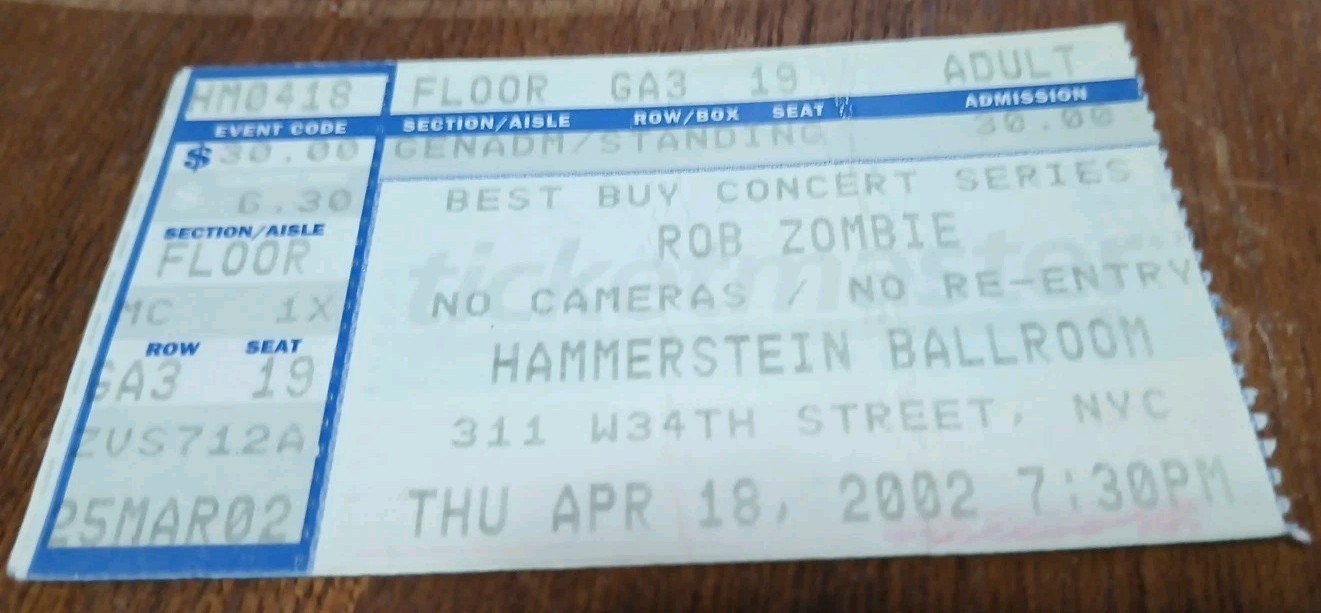 HM0418
EVENT CODE
$ 30.00
6.30
SECTION/AISLE
FLOOR
MC 1X
ROW SEAT
GA3 19
ZUS712A
25MAR02
FLOOR GA3 19 ADULT
SECTION/AISLE ROW/BOX SEAT ADMISSION
GENADM/STANDING 30.00
BEST BUY CONCERT SERIES
ROB ZOMBIE
ticketmaster
NO CAMERAS / NO RE-ENTRY
HAMMERSTEIN BALLROOM
311 W34TH STREET, NYC
THU APR 18, 2002 7:30PM